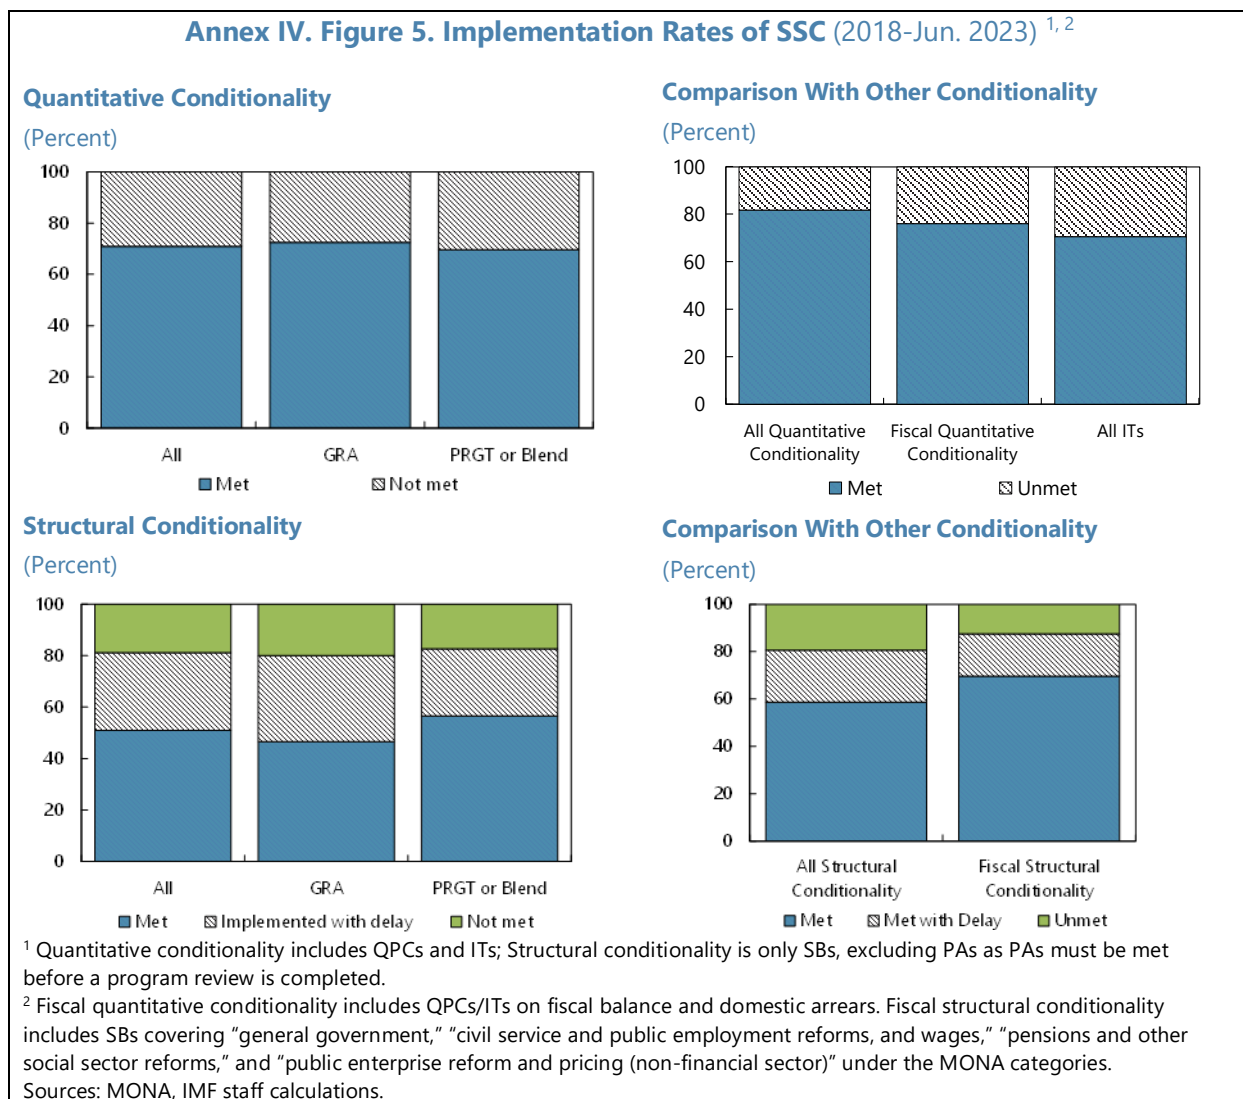 Annex IV. Figure 5. Implementation Rates of SSC (2018-Jun. 2023) 1, 2
Quantitative Conditionality
(Percent)
100
80
60
40
20
0
All GRA PRGT or Blend
Met Not met
Comparison With Other Conditionality
(Percent)
100
80
60
40
20
0
All Quantitative Fiscal Quantitative All ITs
Conditionality Conditionality
Met Unmet
Structural Conditionality
(Percent)
100
80
60
40
20
0
All GRA PRGT or Blend
Met Implemented with delay Not met
Comparison With Other Conditionality
(Percent)
100
80
60
40
20
0
All Structural Fiscal Structural
Conditionality Conditionality
Met Met with Delay Unmet
1 Quantitative conditionality includes QPCs and ITs; Structural conditionality is only SBs, excluding PAs as PAs must be met
before a program review is completed.
2 Fiscal quantitative conditionality includes QPCs/ITs on fiscal balance and domestic arrears. Fiscal structural conditionality
includes SBs covering “general government,” “civil service and public employment reforms, and wages,” “pensions and other
social sector reforms,” and “public enterprise reform and pricing (non-financial sector)” under the MONA categories.
Sources: MONA, IMF staff calculations.